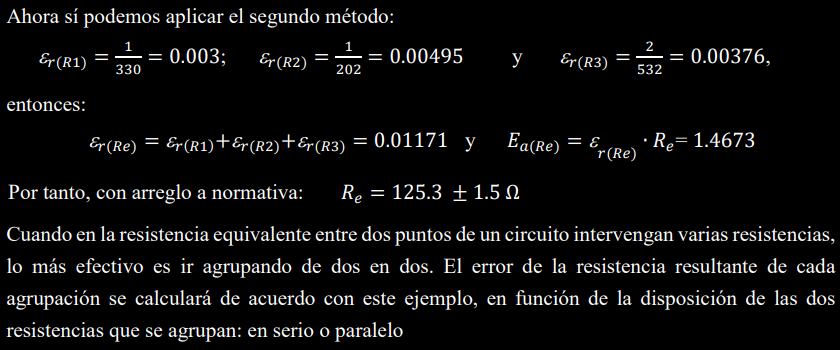 Ahora sí podemos aplicar el segundo método:
ε_{r(R1)} = 1/330 = 0.003; ε_{r(R2)} = 1/202 = 0.00495 y ε_{r(R3)} = 2/532 = 0.00376,
entonces:
ε_{r(Re)} = ε_{r(R1)}+ε_{r(R2)}+ε_{r(R3)} = 0.01171 y E_{a(Re)} = ε_{r(Re)} · R_e= 1.4673
Por tanto, con arreglo a normativa: R_e = 125.3 ± 1.5 Ω
Cuando en la resistencia equivalente entre dos puntos de un circuito intervengan varias resistencias,
lo más efectivo es ir agrupando de dos en dos. El error de la resistencia resultante de cada
agrupación se calculará de acuerdo con este ejemplo, en función de la disposición de las dos
resistencias que se agrupan: en serio o paralelo